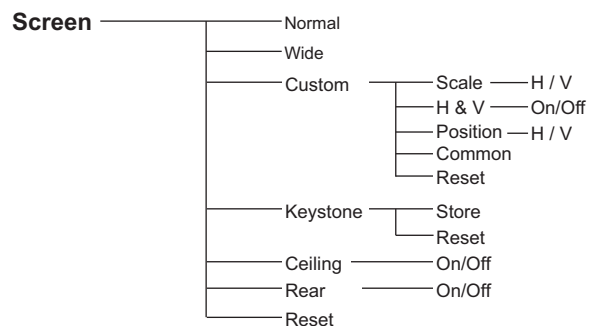 Screen Normal
Wide
Custom Scale H / V
H & V On/Off
Position H / V
Common
Reset
Keystone Store
Reset
Ceiling On/Off
Rear On/Off
Reset